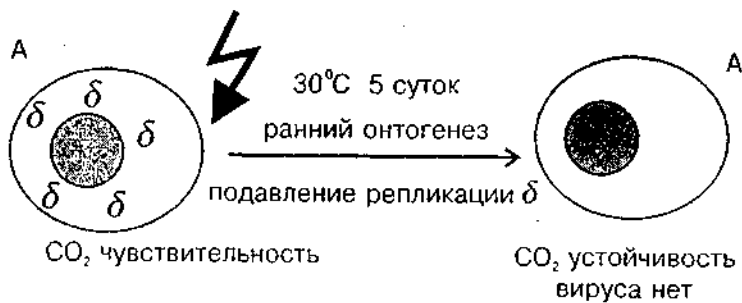 A
δ
δ
δ
δ
δ
CO₂ чувствительность
30°C 5 суток
ранний онтогенез
подавление репликации δ
A
CO₂ устойчивость
вируса нет